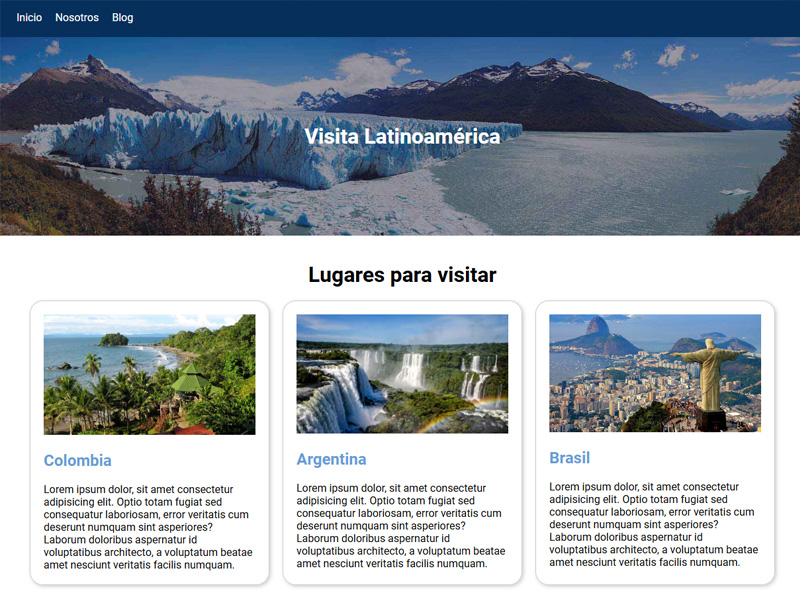 Inicio Nosotros Blog
Visita Latinoamérica
Lugares para visitar
Colombia
Lorem ipsum dolor, sit amet consectetur
adipisicing elit. Optio totam fugiat sed
consequatur laboriosam, error veritatis cum
deserunt numquam sint asperiores?
Laborum doloribus aspernatur id
voluptatibus architecto, a voluptatum beatae
amet nesciunt veritatis facilis numquam.
Argentina
Lorem ipsum dolor, sit amet consectetur
adipisicing elit. Optio totam fugiat sed
consequatur laboriosam, error veritatis cum
deserunt numquam sint asperiores?
Laborum doloribus aspernatur id
voluptatibus architecto, a voluptatum beatae
amet nesciunt veritatis facilis numquam.
Brasil
Lorem ipsum dolor, sit amet consectetur
adipisicing elit. Optio totam fugiat sed
consequatur laboriosam, error veritatis cum
deserunt numquam sint asperiores?
Laborum doloribus aspernatur id
voluptatibus architecto, a voluptatum beatae
amet nesciunt veritatis facilis numquam.